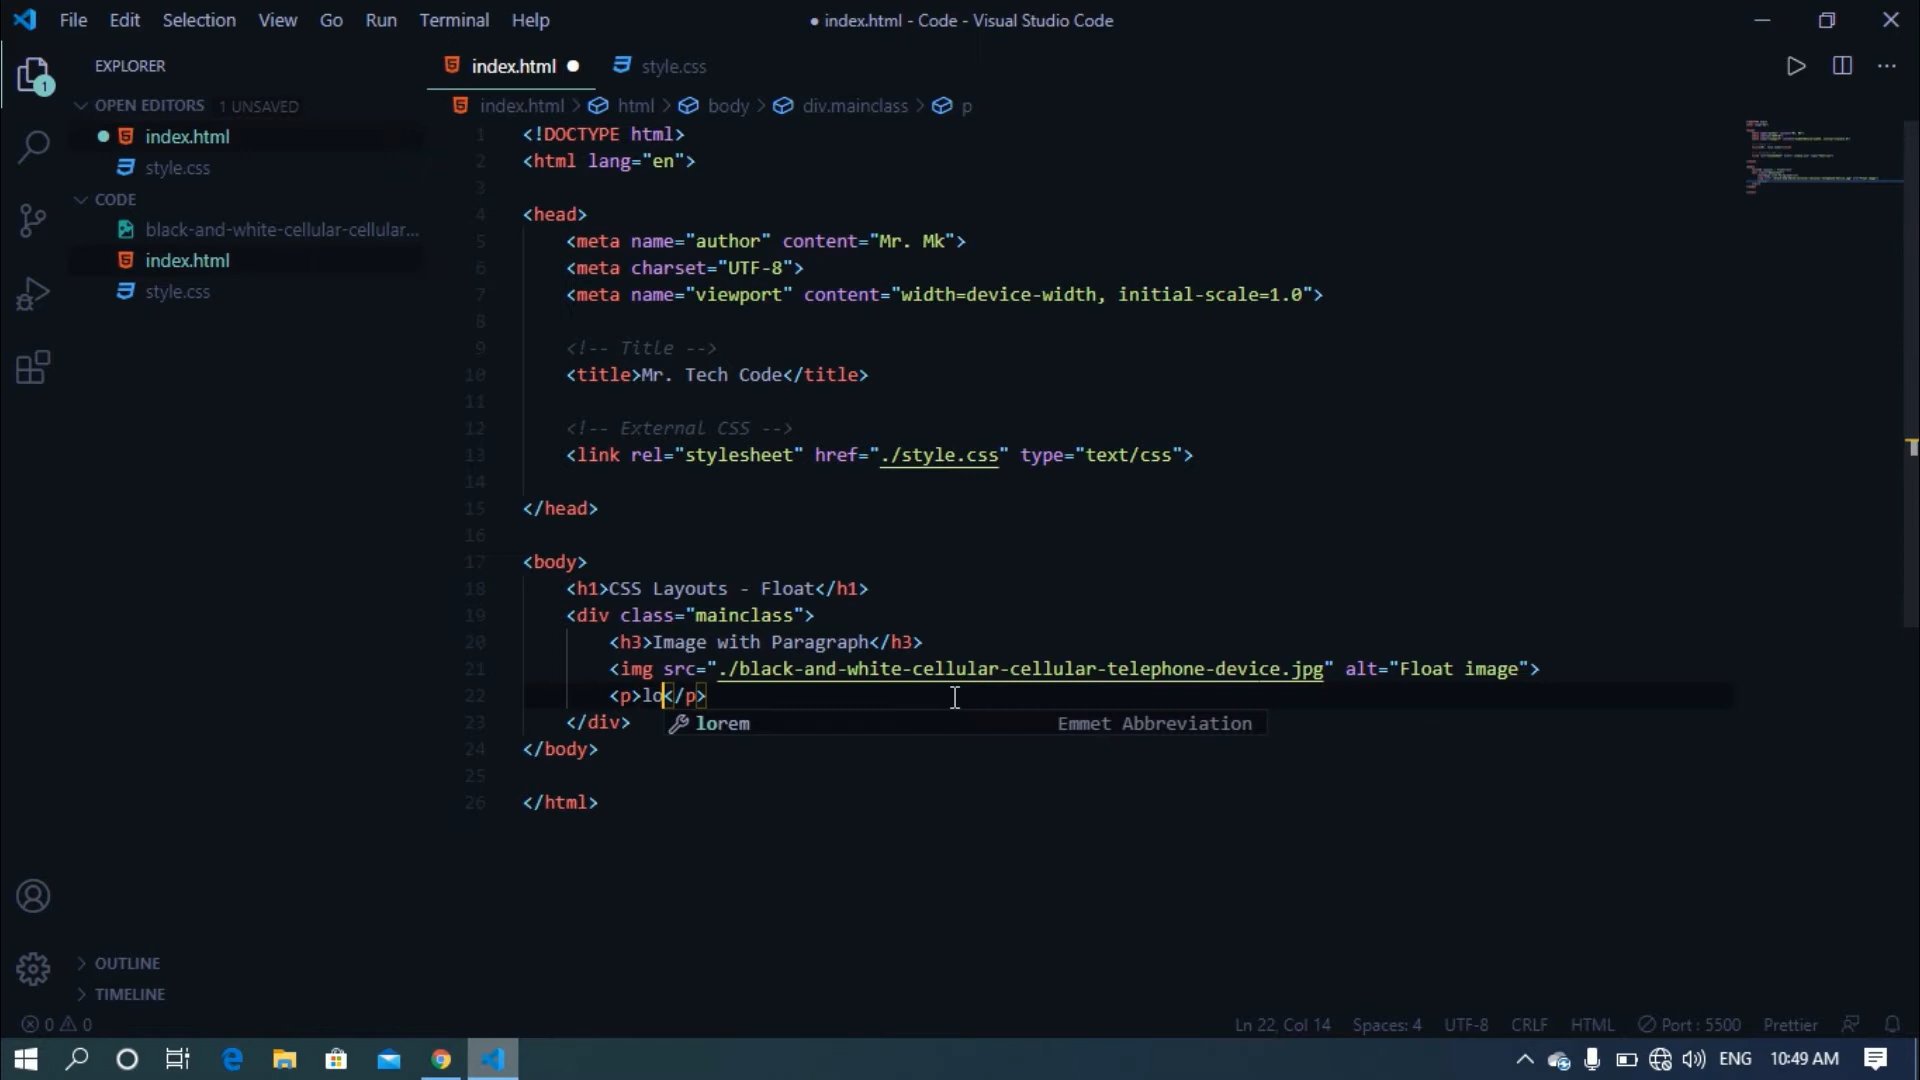 File Edit Selection View Go Run Terminal Help
● index.html - Code - Visual Studio Code
EXPLORER
OPEN EDITORS 1 UNSAVED
index.html
style.css
CODE
black-and-white-cellular-cellular...
index.html
style.css
OUTLINE
TIMELINE
1
index.html ● style.css
index.html > html > body > div.mainclass > p
1 <!DOCTYPE html>
2 <html lang="en">
3
4 <head>
5 <meta name="author" content="Mr. Mk">
6 <meta charset="UTF-8">
7 <meta name="viewport" content="width=device-width, initial-scale=1.0">
8
9 <!-- Title -->
10 <title>Mr. Tech Code</title>
11
12 <!-- External CSS -->
13 <link rel="stylesheet" href="./style.css" type="text/css">
14
15 </head>
16
17 <body>
18 <h1>CSS Layouts - Float</h1>
19 <div class="mainclass">
20 <h3>Image with Paragraph</h3>
21 <img src="./black-and-white-cellular-cellular-telephone-device.jpg" alt="Float image">
22 <p>lo</p>
23 </div>
lorem Emmet Abbreviation
24 </body>
25
26 </html>
0 0
Ln 22, Col 14 Spaces: 4 UTF-8 CRLF HTML Port : 5500 Prettier
ENG 10:49 AM